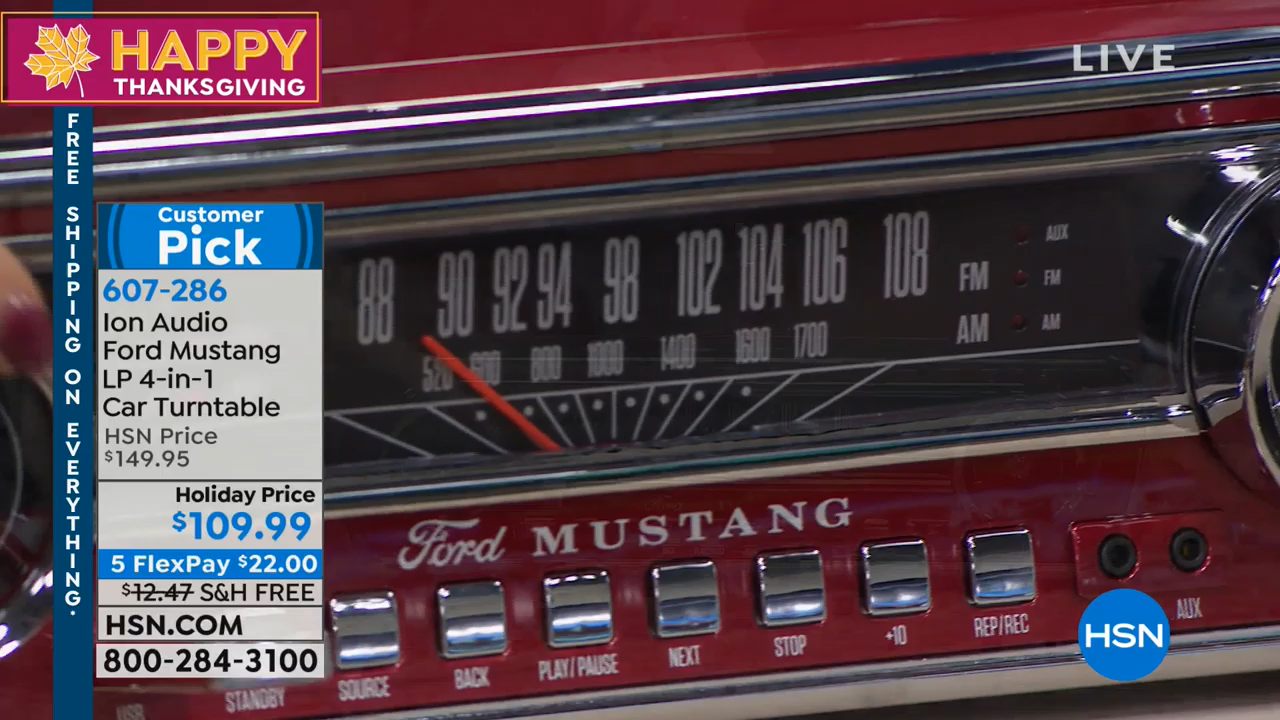 HAPPY
THANKSGIVING
LIVE
FREE SHIPPING ON EVERYTHING.
Customer
Pick
607-286
Ion Audio
Ford Mustang
LP 4-in-1
Car Turntable
HSN Price
$149.95
Holiday Price
$109.99
5 FlexPay $22.00
$12.47 S&H FREE
HSN.COM
800-284-3100
88 90 92 94 98 102 104 106 108
FM
AM
AUX
FM
AM
520 600 800 1000 1400 1600 1700
Ford MUSTANG
USB
STANDBY
SOURCE
BACK
PLAY/PAUSE
NEXT
STOP
+10
REP/REC
AUX
HSN